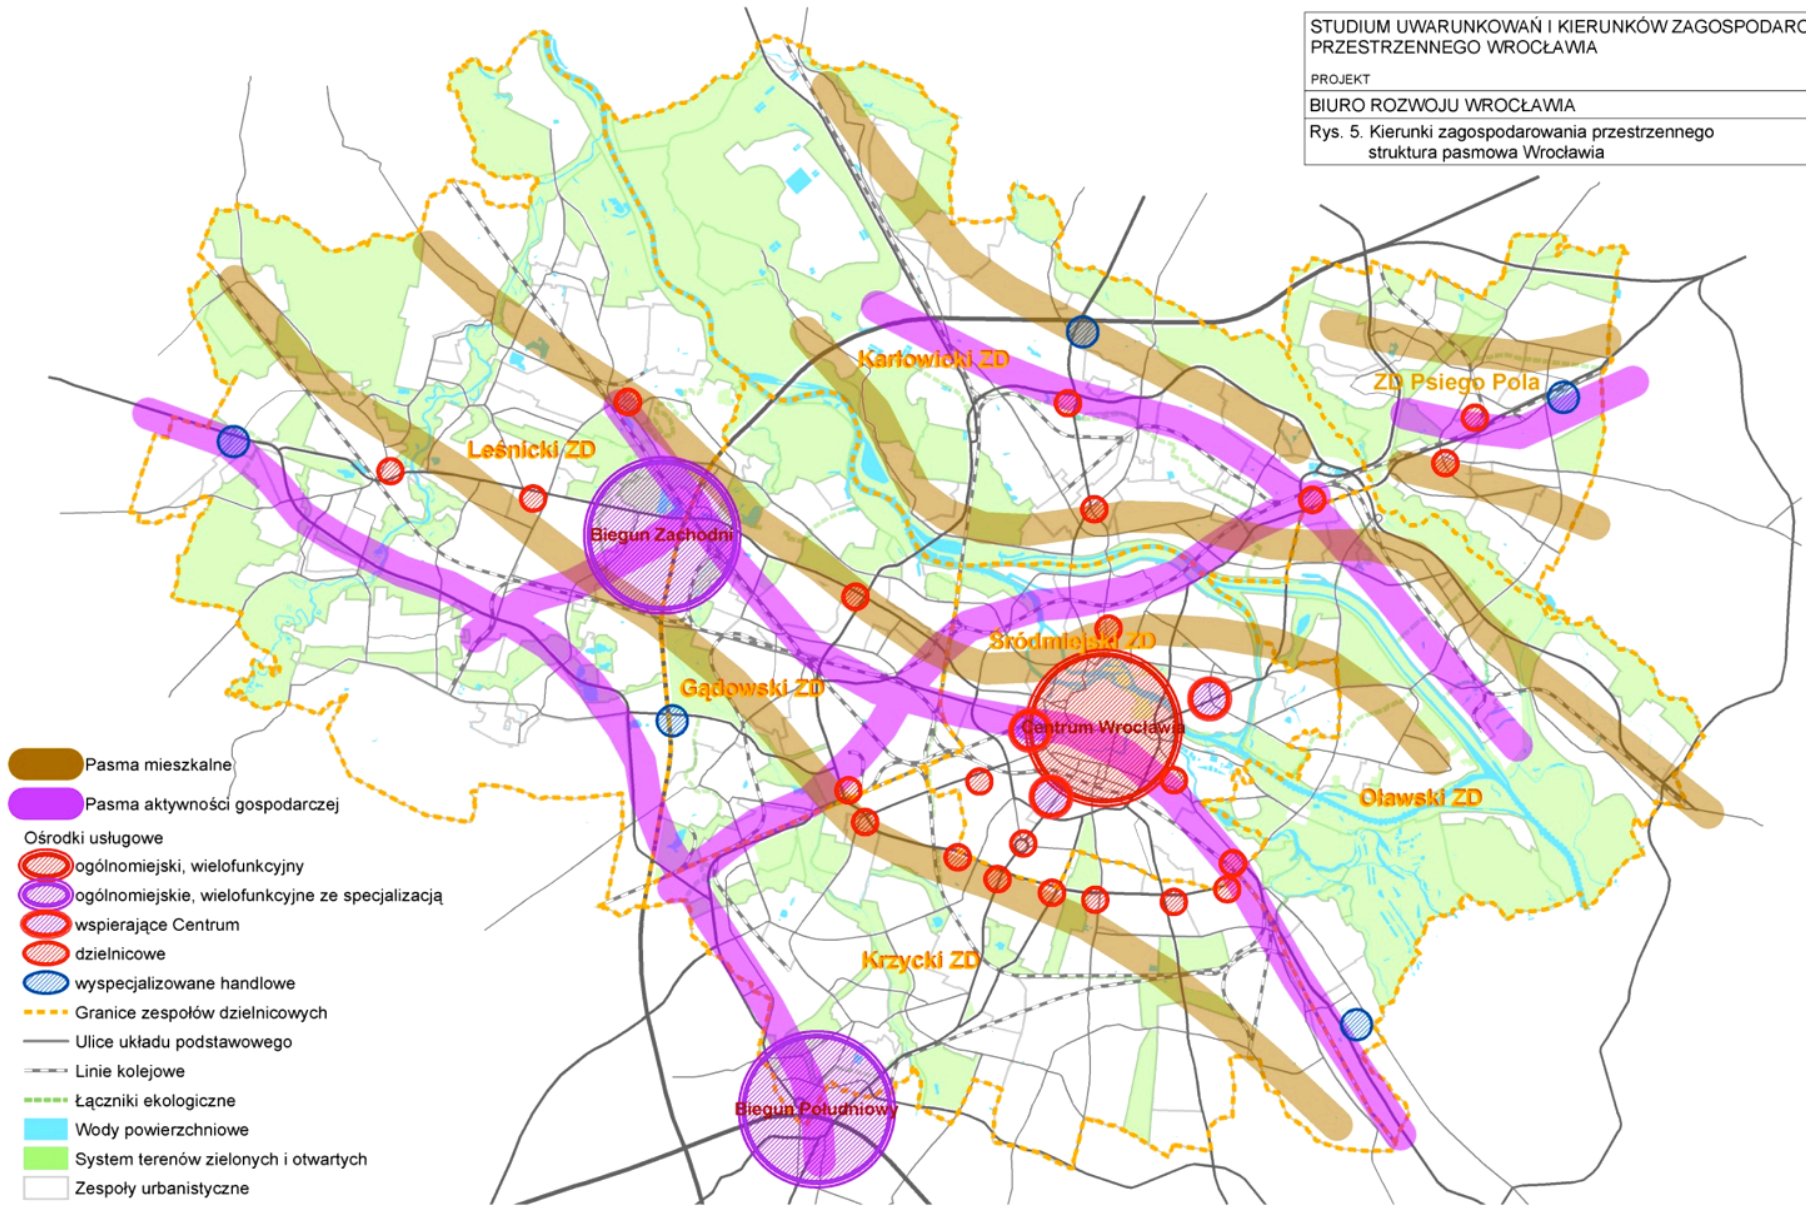 STUDIUM UWARUNKOWAŃ I KIERUNKÓW ZAGOSPODARO
PRZESTRZENNEGO WROCŁAWIA
PROJEKT
BIURO ROZWOJU WROCŁAWIA
Rys. 5. Kierunki zagospodarowania przestrzennego
struktura pasmowa Wrocławia
Karłowicki ZD
ZD Psiego Pola
Leśnicki ZD
Biegun Zachodni
Śródmiejski ZD
Gądowski ZD
Centrum Wrocławia
Oławski ZD
Krzycki ZD
Biegun Południowy
Pasma mieszkalne
Pasma aktywności gospodarczej
Ośrodki usługowe
ogólnomiejski, wielofunkcyjny
ogólnomiejskie, wielofunkcyjne ze specjalizacją
wspierające Centrum
dzielnicowe
wyspecjalizowane handlowe
Granice zespołów dzielnicowych
Ulice układu podstawowego
Linie kolejowe
Łączniki ekologiczne
Wody powierzchniowe
System terenów zielonych i otwartych
Zespoły urbanistyczne